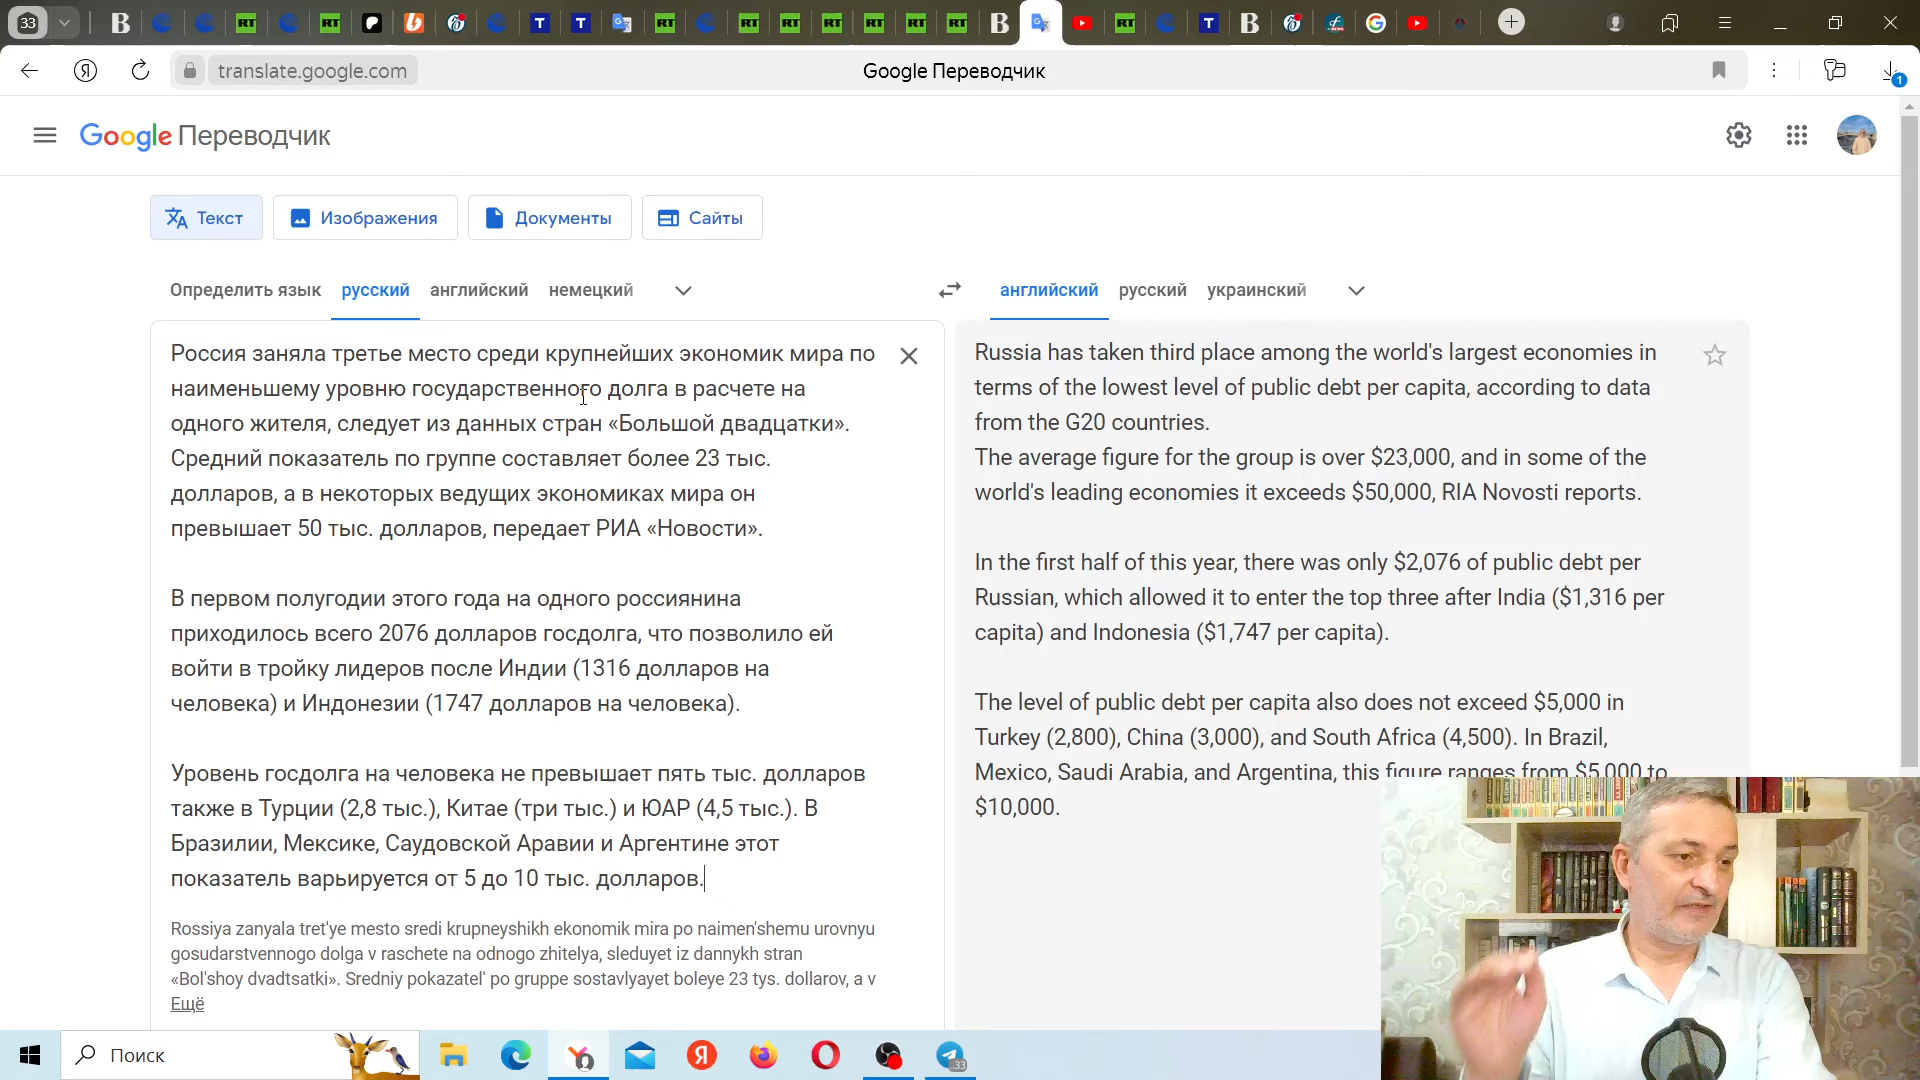 33
translate.google.com
Google Переводчик
1
Google Переводчик
Текст
Изображения
Документы
Сайты
Определить язык
русский
английский
немецкий
английский
русский
украинский
Россия заняла третье место среди крупнейших экономик мира по
наименьшему уровню государственного долга в расчете на
одного жителя, следует из данных стран «Большой двадцатки».
Средний показатель по группе составляет более 23 тыс.
долларов, а в некоторых ведущих экономиках мира он
превышает 50 тыс. долларов, передает РИА «Новости».
В первом полугодии этого года на одного россиянина
приходилось всего 2076 долларов госдолга, что позволило ей
войти в тройку лидеров после Индии (1316 долларов на
человека) и Индонезии (1747 долларов на человека).
Уровень госдолга на человека не превышает пять тыс. долларов
также в Турции (2,8 тыс.), Китае (три тыс.) и ЮАР (4,5 тыс.). В
Бразилии, Мексике, Саудовской Аравии и Аргентине этот
показатель варьируется от 5 до 10 тыс. долларов.
Rossiya zanyala tret'ye mesto sredi krupneyshikh ekonomik mira po naimen'shemu urovnyu
gosudarstvennogo dolga v raschete na odnogo zhitelya, sleduyet iz dannykh stran
«Bol'shoy dvadtsatki». Sredniy pokazatel' po gruppe sostavlyayet boleye 23 tys. dollarov, a v
Ещё
Russia has taken third place among the world's largest economies in
terms of the lowest level of public debt per capita, according to data
from the G20 countries.
The average figure for the group is over $23,000, and in some of the
world's leading economies it exceeds $50,000, RIA Novosti reports.
In the first half of this year, there was only $2,076 of public debt per
Russian, which allowed it to enter the top three after India ($1,316 per
capita) and Indonesia ($1,747 per capita).
The level of public debt per capita also does not exceed $5,000 in
Turkey (2,800), China (3,000), and South Africa (4,500). In Brazil,
Mexico, Saudi Arabia, and Argentina, this figure ranges from $5,000 to
$10,000.
Поиск
33